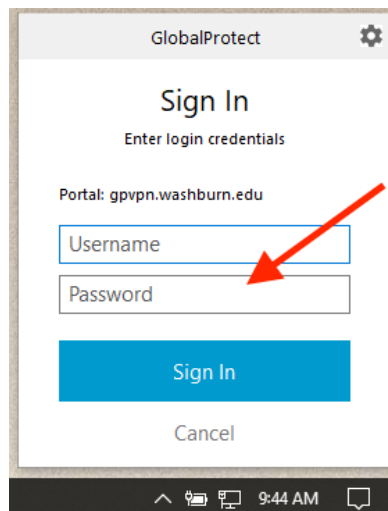 GlobalProtect
Sign In
Enter login credentials
Portal: gpvpn.washburn.edu
Username
Password
Sign In
Cancel
9:44 AM